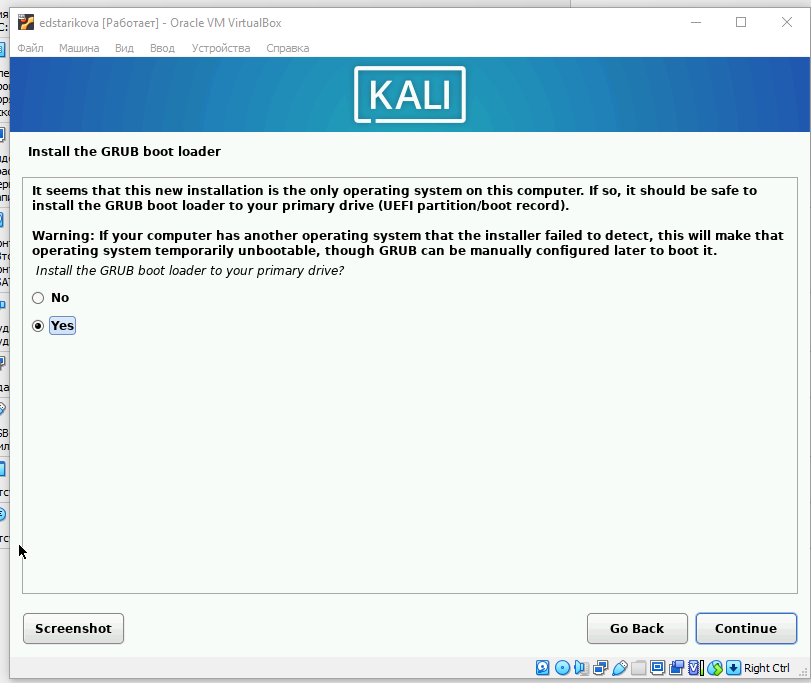 edstarikova [Работает] - Oracle VM VirtualBox
Файл Машина Вид Ввод Устройства Справка
KALI
Install the GRUB boot loader
It seems that this new installation is the only operating system on this computer. If so, it should be safe to
install the GRUB boot loader to your primary drive (UEFI partition/boot record).
Warning: If your computer has another operating system that the installer failed to detect, this will make that
operating system temporarily unbootable, though GRUB can be manually configured later to boot it.
Install the GRUB boot loader to your primary drive?
No
Yes
Screenshot Go Back Continue
Right Ctrl